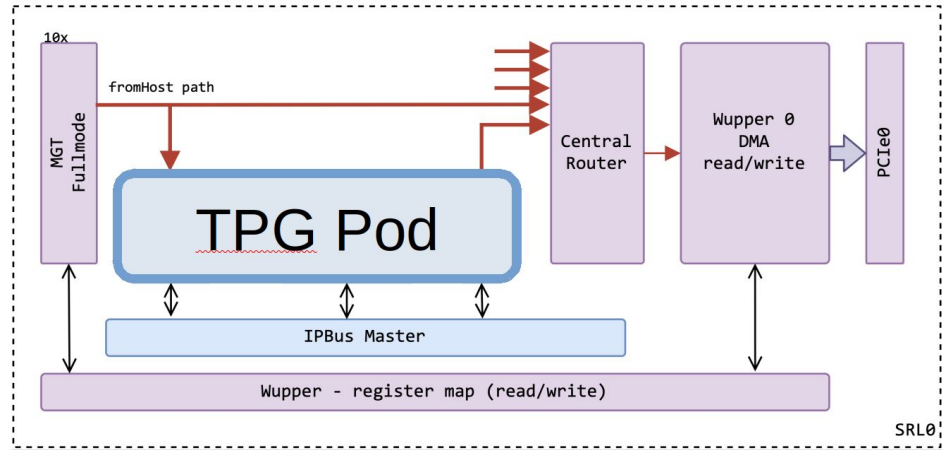 10x
fromHost path
MGT
Fullmode
TPG Pod
Central
Router
Wupper 0
DMA
read/write
PCIe0
IPBus Master
Wupper - register map (read/write)
SRL0